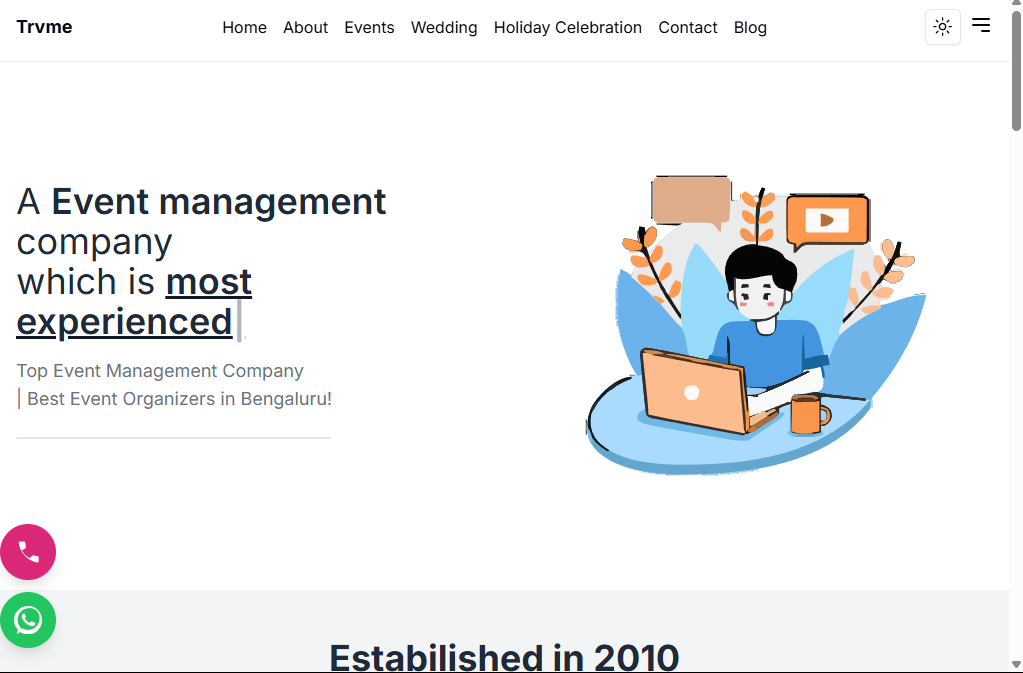 Trvme
Home About Events Wedding Holiday Celebration Contact Blog
A Event management
company
which is most
experienced
Top Event Management Company
| Best Event Organizers in Bengaluru!
Estabilished in 2010